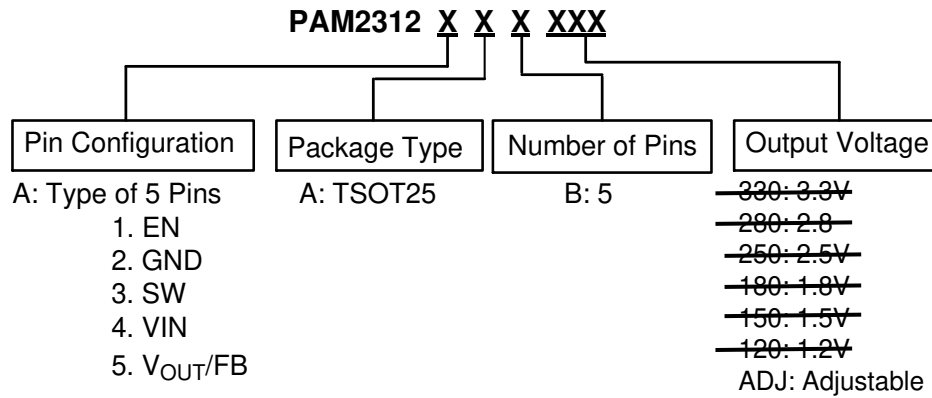 PAM2312 X X X XXX
Pin Configuration
A: Type of 5 Pins
1. EN
2. GND
3. SW
4. VIN
5. VOUT/FB
Package Type
A: TSOT25
Number of Pins
B: 5
Output Voltage
330: 3.3V
280: 2.8
250: 2.5V
180: 1.8V
150: 1.5V
120: 1.2V
ADJ: Adjustable